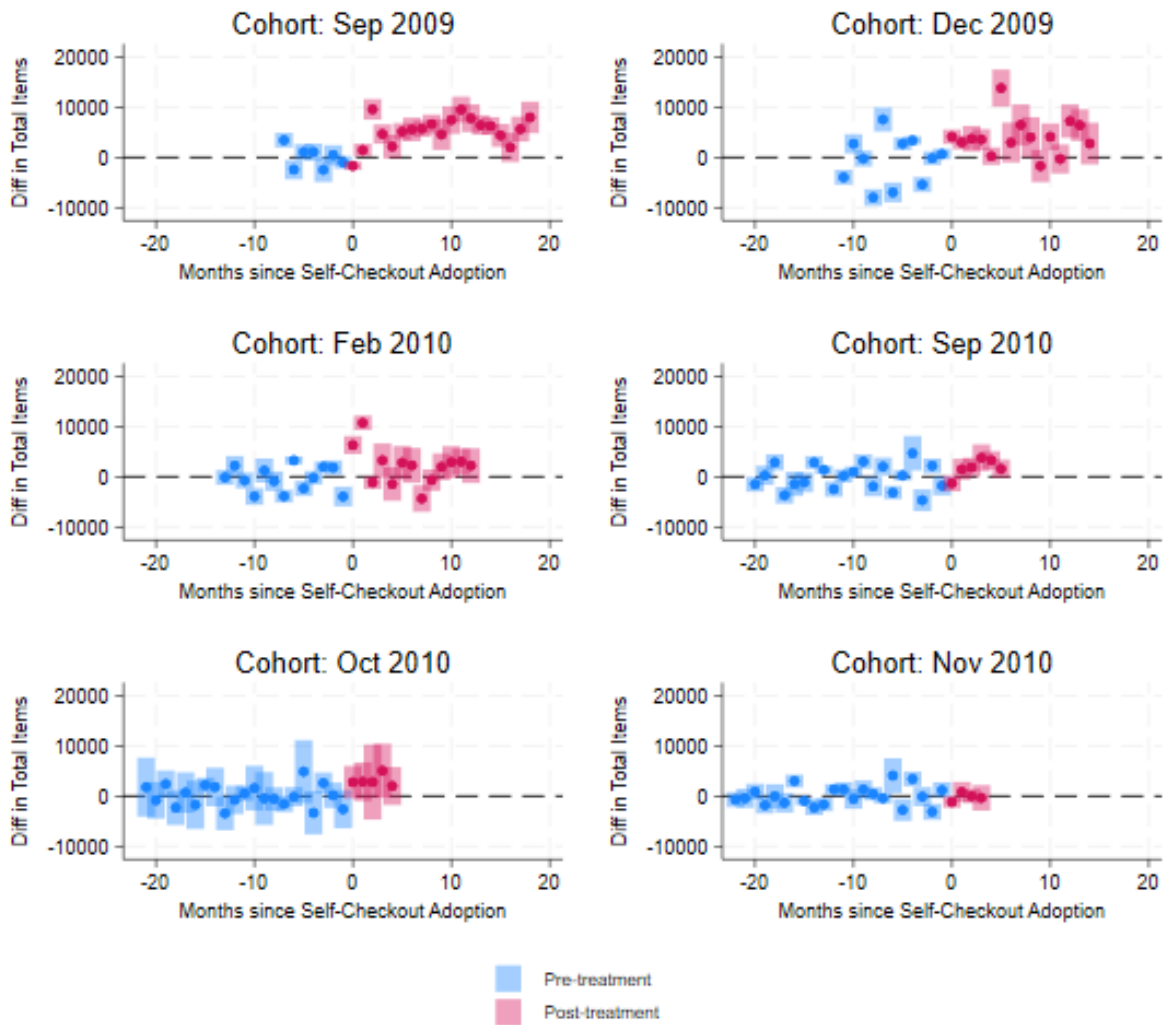 Cohort: Sep 2009
Diff in Total Items
20000
10000
0
-10000
-20 -10 0 10 20
Months since Self-Checkout Adoption
Cohort: Dec 2009
Diff in Total Items
20000
10000
0
-10000
-20 -10 0 10 20
Months since Self-Checkout Adoption
Cohort: Feb 2010
Diff in Total Items
20000
10000
0
-10000
-20 -10 0 10 20
Months since Self-Checkout Adoption
Cohort: Sep 2010
Diff in Total Items
20000
10000
0
-10000
-20 -10 0 10 20
Months since Self-Checkout Adoption
Cohort: Oct 2010
Diff in Total Items
20000
10000
0
-10000
-20 -10 0 10 20
Months since Self-Checkout Adoption
Cohort: Nov 2010
Diff in Total Items
20000
10000
0
-10000
-20 -10 0 10 20
Months since Self-Checkout Adoption
Pre-treatment
Post-treatment